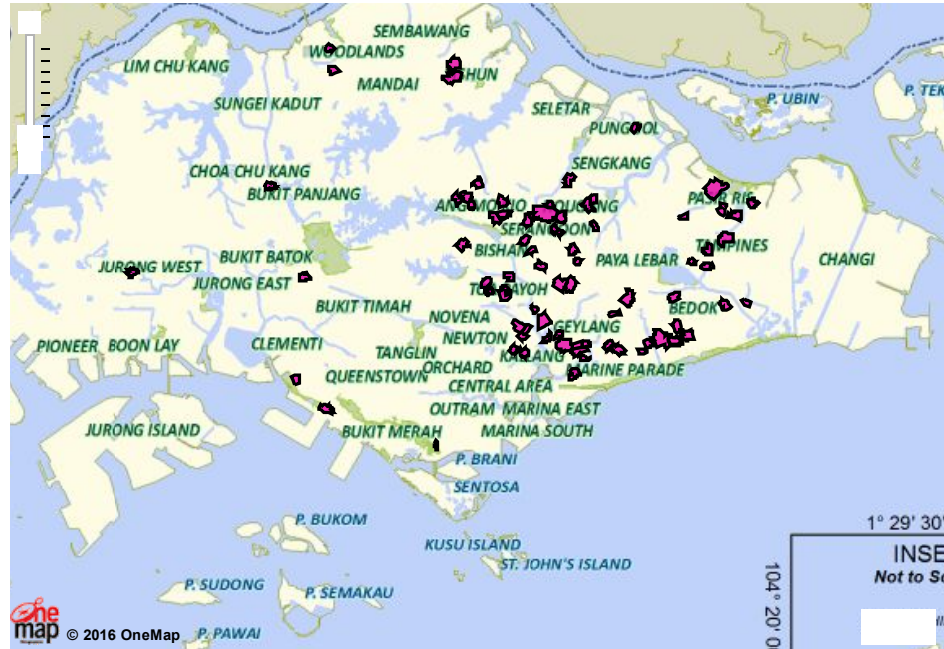 SEMBAWANG
WOODLANDS
LIM CHU KANG
SHUN
MANDAI
P. UBIN
P. TEK
SUNGEI KADUT
SELETAR
PUNGGOL
SENGKANG
CHOA CHU KANG
BUKIT PANJANG
PASIR RIS
ANG MO KIO
HOUGANG
SERANGOON
BISHAN
TAMPINES
BUKIT BATOK
PAYA LEBAR
CHANGI
JURONG WEST
JURONG EAST
TOA PAYOH
BUKIT TIMAH
BEDOK
NOVENA
GEYLANG
NEWTON
PIONEER
BOON LAY
CLEMENTI
TANGLIN
KALLANG
ORCHARD
MARINE PARADE
QUEENSTOWN
CENTRAL AREA
OUTRAM
MARINA EAST
JURONG ISLAND
BUKIT MERAH
MARINA SOUTH
P. BRANI
SENTOSA
P. BUKOM
1° 29' 30'
KUSU ISLAND
INSE
ST. JOHN'S ISLAND
Not to Sc
104° 20' 0
P. SUDONG
P. SEMAKAU
One
map © 2016 OneMap
P. PAWAI